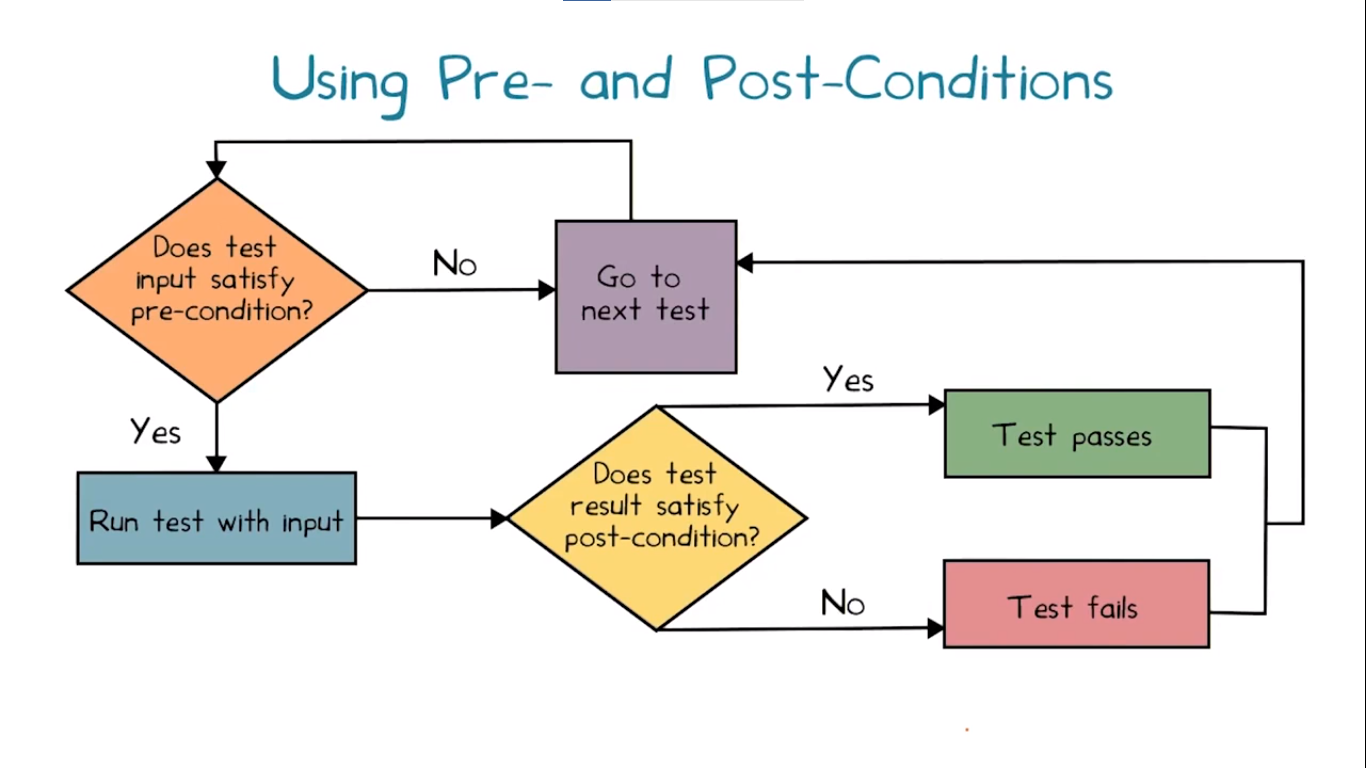 Using Pre- and Post-Conditions
Does test
input satisfy
pre-condition?
No
Go to
next test
Yes
Run test with input
Does test
result satisfy
post-condition?
Yes
Test passes
No
Test fails